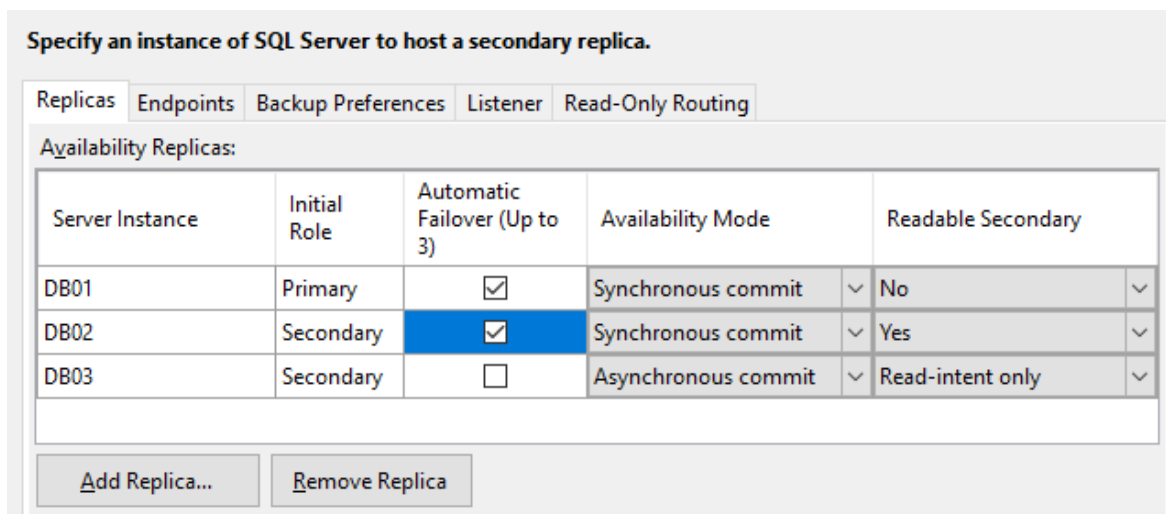 Specify an instance of SQL Server to host a secondary replica.
Replicas Endpoints Backup Preferences Listener Read-Only Routing
Availability Replicas:
Server Instance Initial Role Automatic Failover (Up to 3) Availability Mode Readable Secondary
DB01 Primary Synchronous commit No
DB02 Secondary Synchronous commit Yes
DB03 Secondary Asynchronous commit Read-intent only
Add Replica... Remove Replica